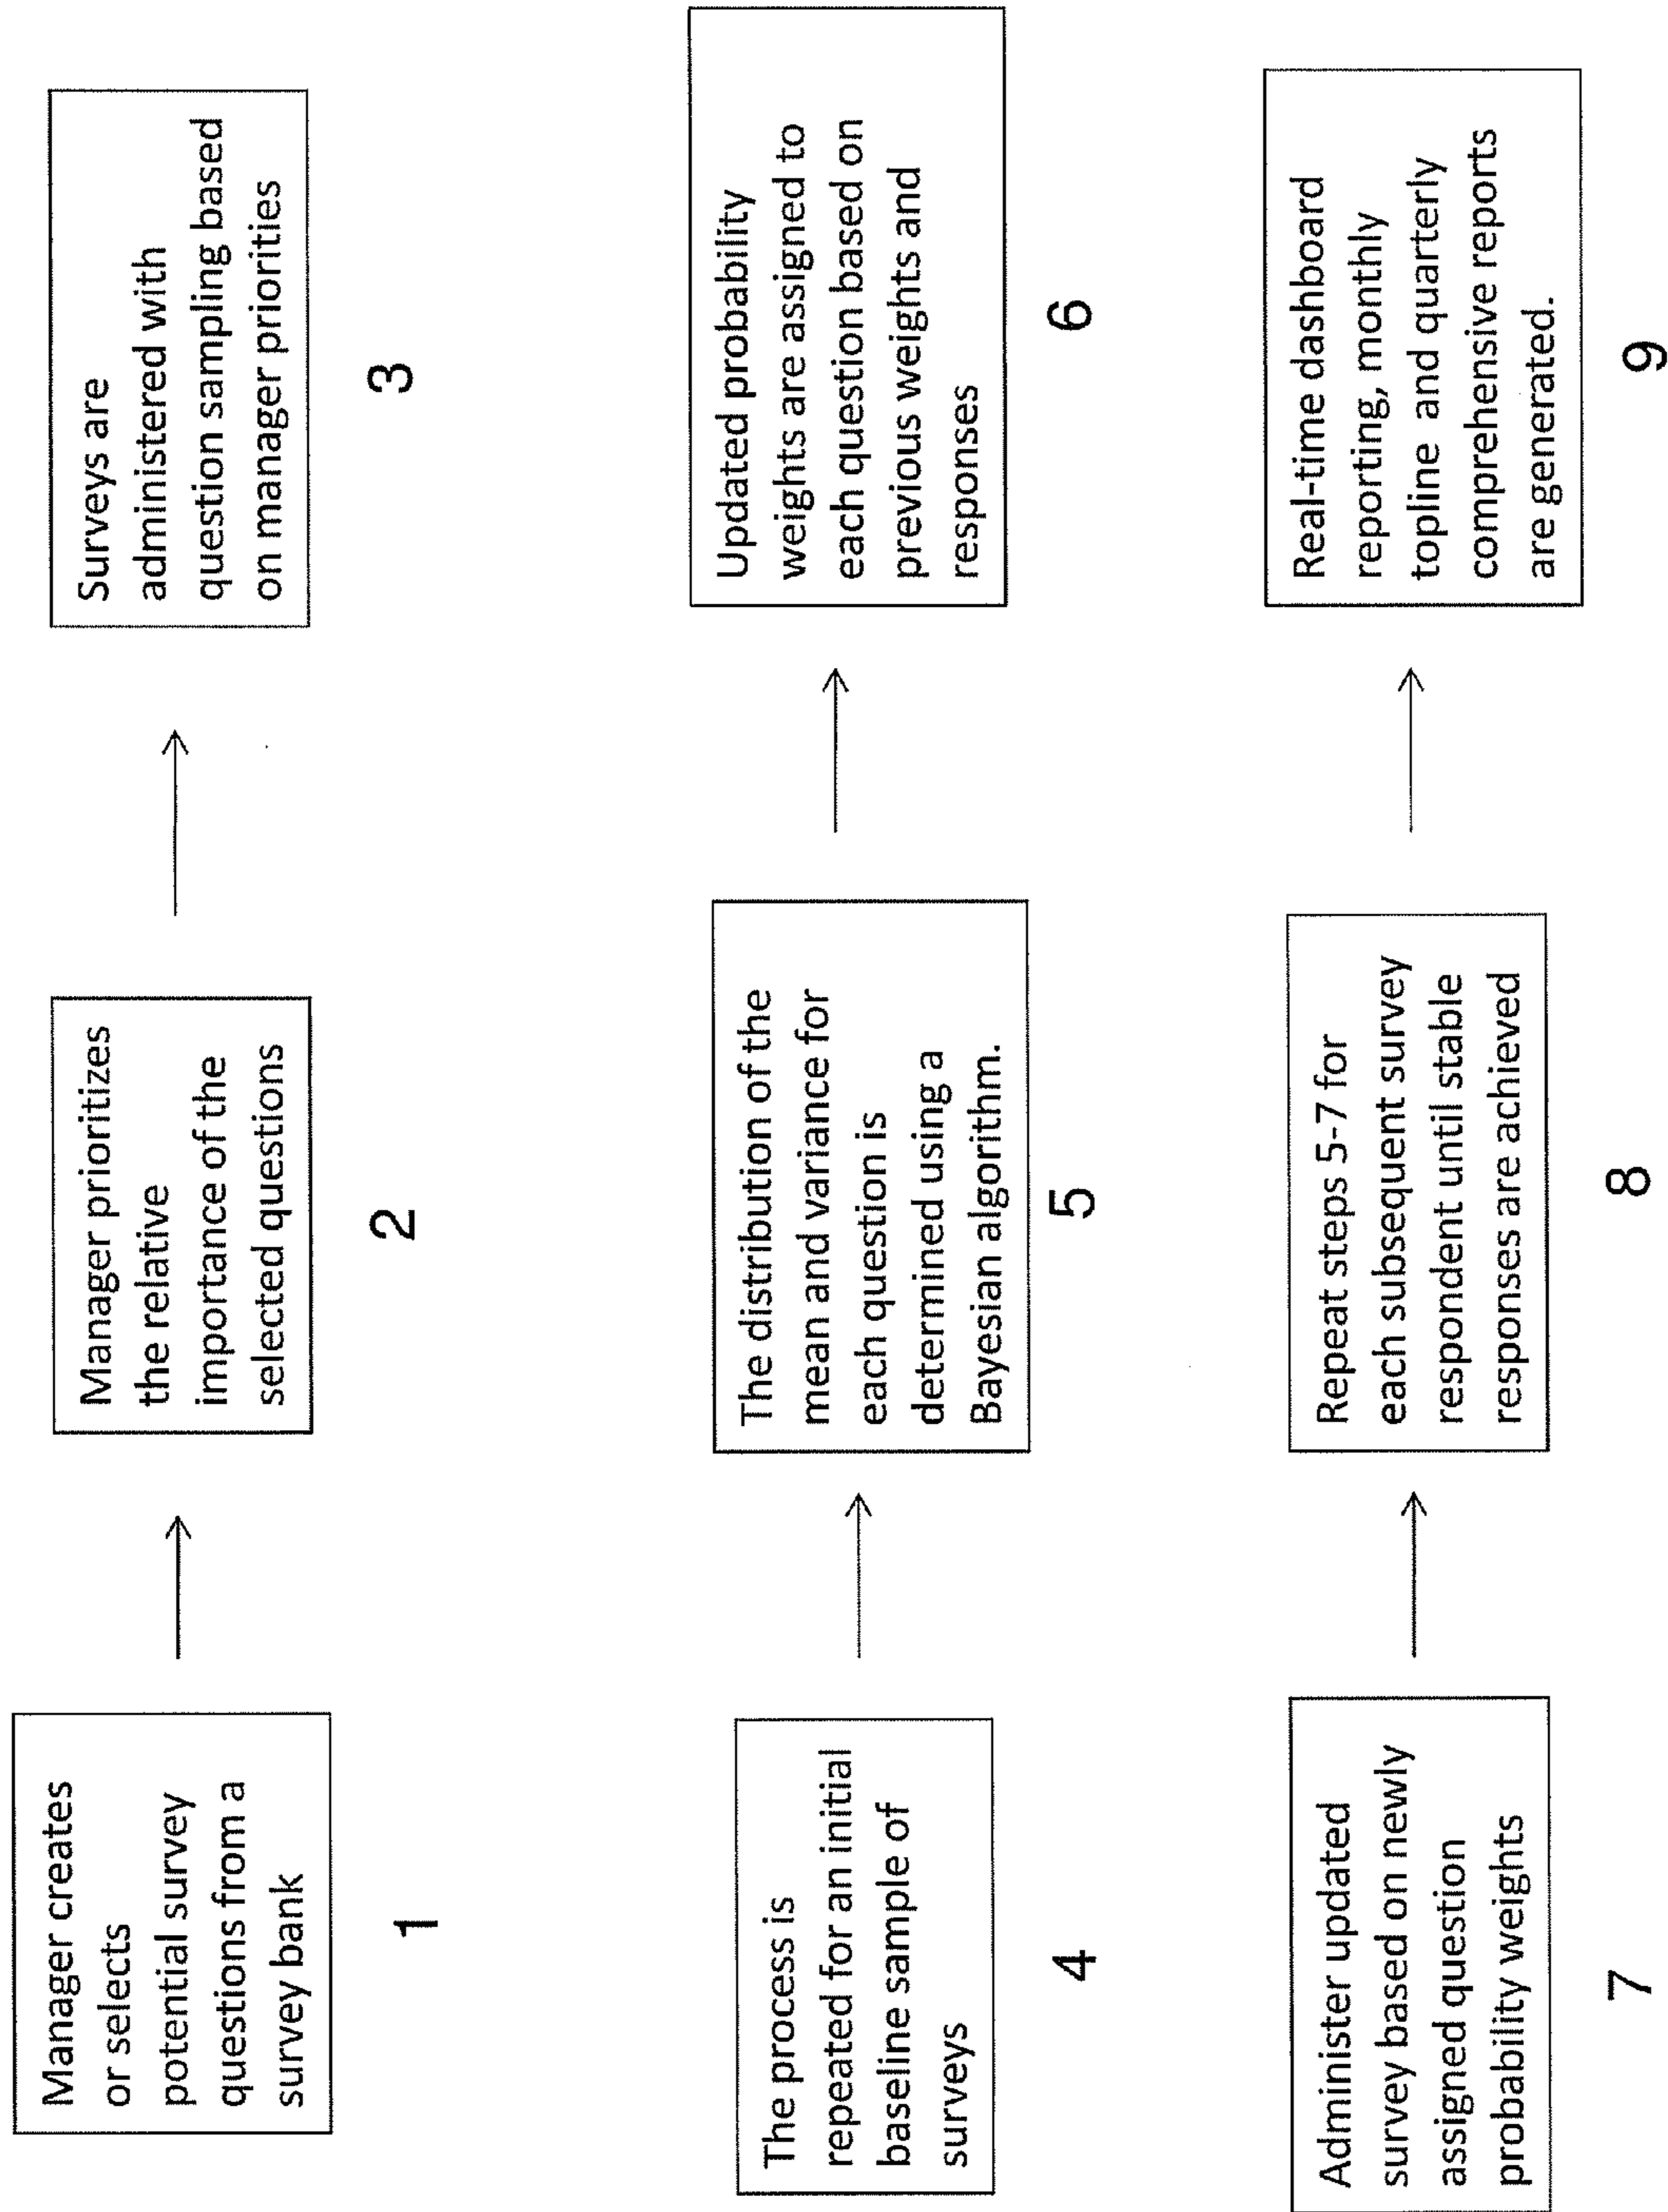 Manager creates
or selects
potential survey
questions from a
survey bank
1
Manager prioritizes
the relative
importance of the
selected questions
2
Surveys are
administered with
question sampling based
on manager priorities
3
The process is
repeated for an initial
baseline sample of
surveys
4
The distribution of the
mean and variance for
each question is
determined using a
Bayesian algorithm.
5
Updated probability
weights are assigned to
each question based on
previous weights and
responses
6
Administer updated
survey based on newly
assigned question
probability weights
7
Repeat steps 5-7 for
each subsequent survey
respondent until stable
responses are achieved
8
Real-time dashboard
reporting, monthly
topline and quarterly
comprehensive reports
are generated.
9